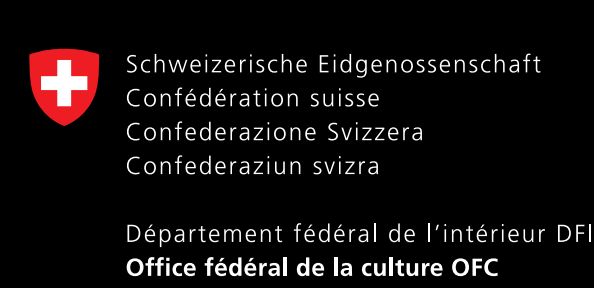 Schweizerische Eidgenossenschaft
Confédération suisse
Confederazione Svizzera
Confederaziun svizra
Département fédéral de l'intérieur DFI
Office fédéral de la culture OFC